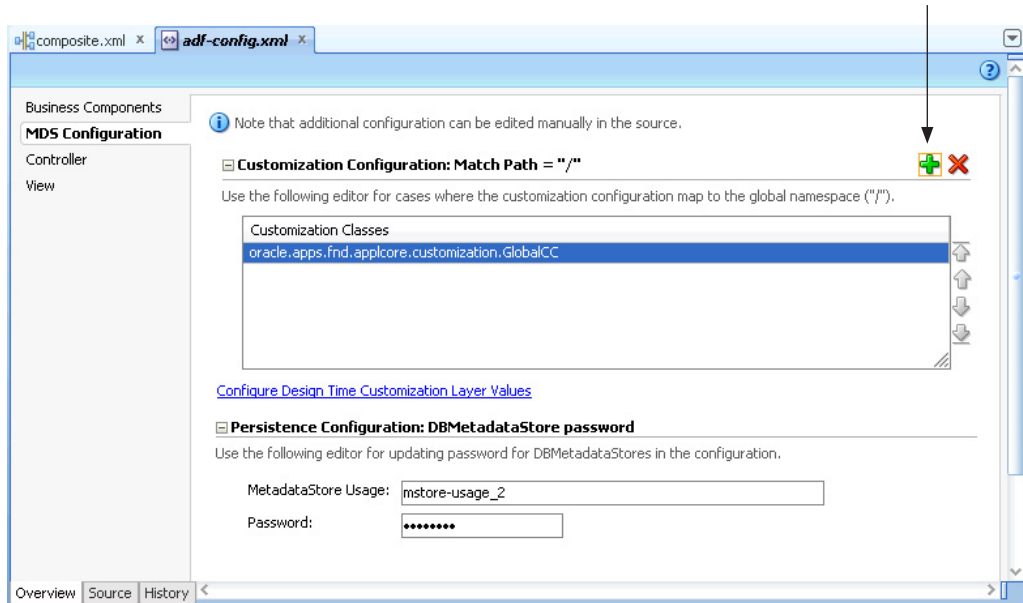 composite.xml x adf-config.xml x
Business Components
MDS Configuration
Controller
View
Note that additional configuration can be edited manually in the source.
Customization Configuration: Match Path = "/"
Use the following editor for cases where the customization configuration map to the global namespace ("/").
Customization Classes
oracle.apps.fnd.applcore.customization.GlobalCC
Configure Design Time Customization Layer Values
Persistence Configuration: DBMetadataStore password
Use the following editor for updating password for DBMetadataStores in the configuration.
MetadataStore Usage: mstore-usage_2
Password: ••••••••
Overview Source History